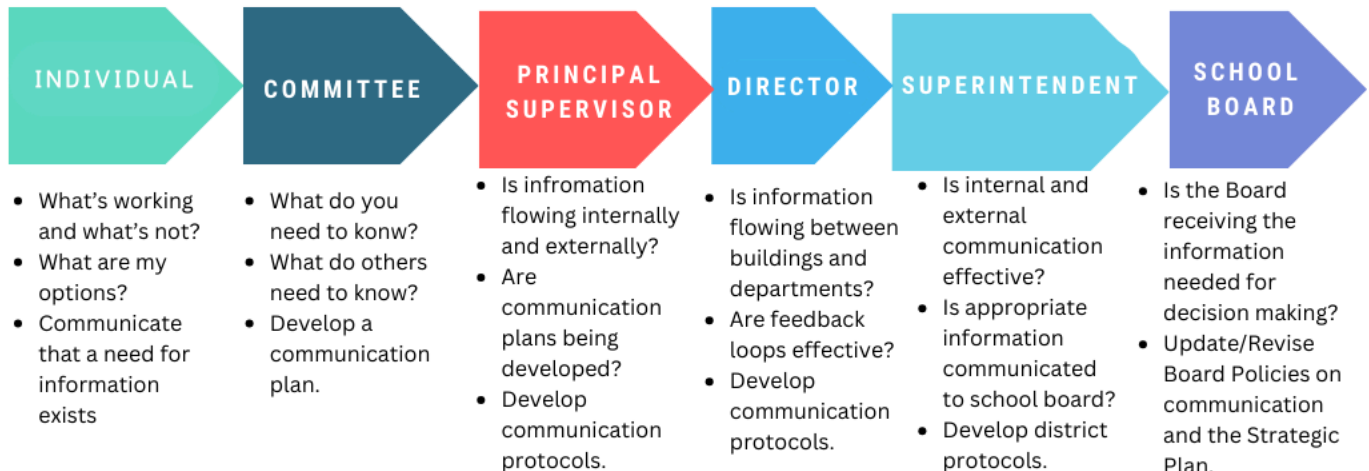 INDIVIDUAL
• What's working
and what's not?
• What are my
options?
• Communicate
that a need for
information
exists
COMMITTEE
• What do you
need to konw?
• What do others
need to know?
• Develop a
communication
plan.
PRINCIPAL
SUPERVISOR
• Is infromation
flowing internally
and externally?
• Are
communication
plans being
developed?
• Develop
communication
protocols.
DIRECTOR
• Is information
flowing between
buildings and
departments?
• Are feedback
loops effective?
• Develop
communication
protocols.
SUPERINTENDENT
• Is internal and
external
communication
effective?
• Is appropriate
information
communicated
to school board?
• Develop district
protocols.
SCHOOL
BOARD
• Is the Board
receiving the
information
needed for
decision making?
• Update/Revise
Board Policies on
communication
and the Strategic
Plan.